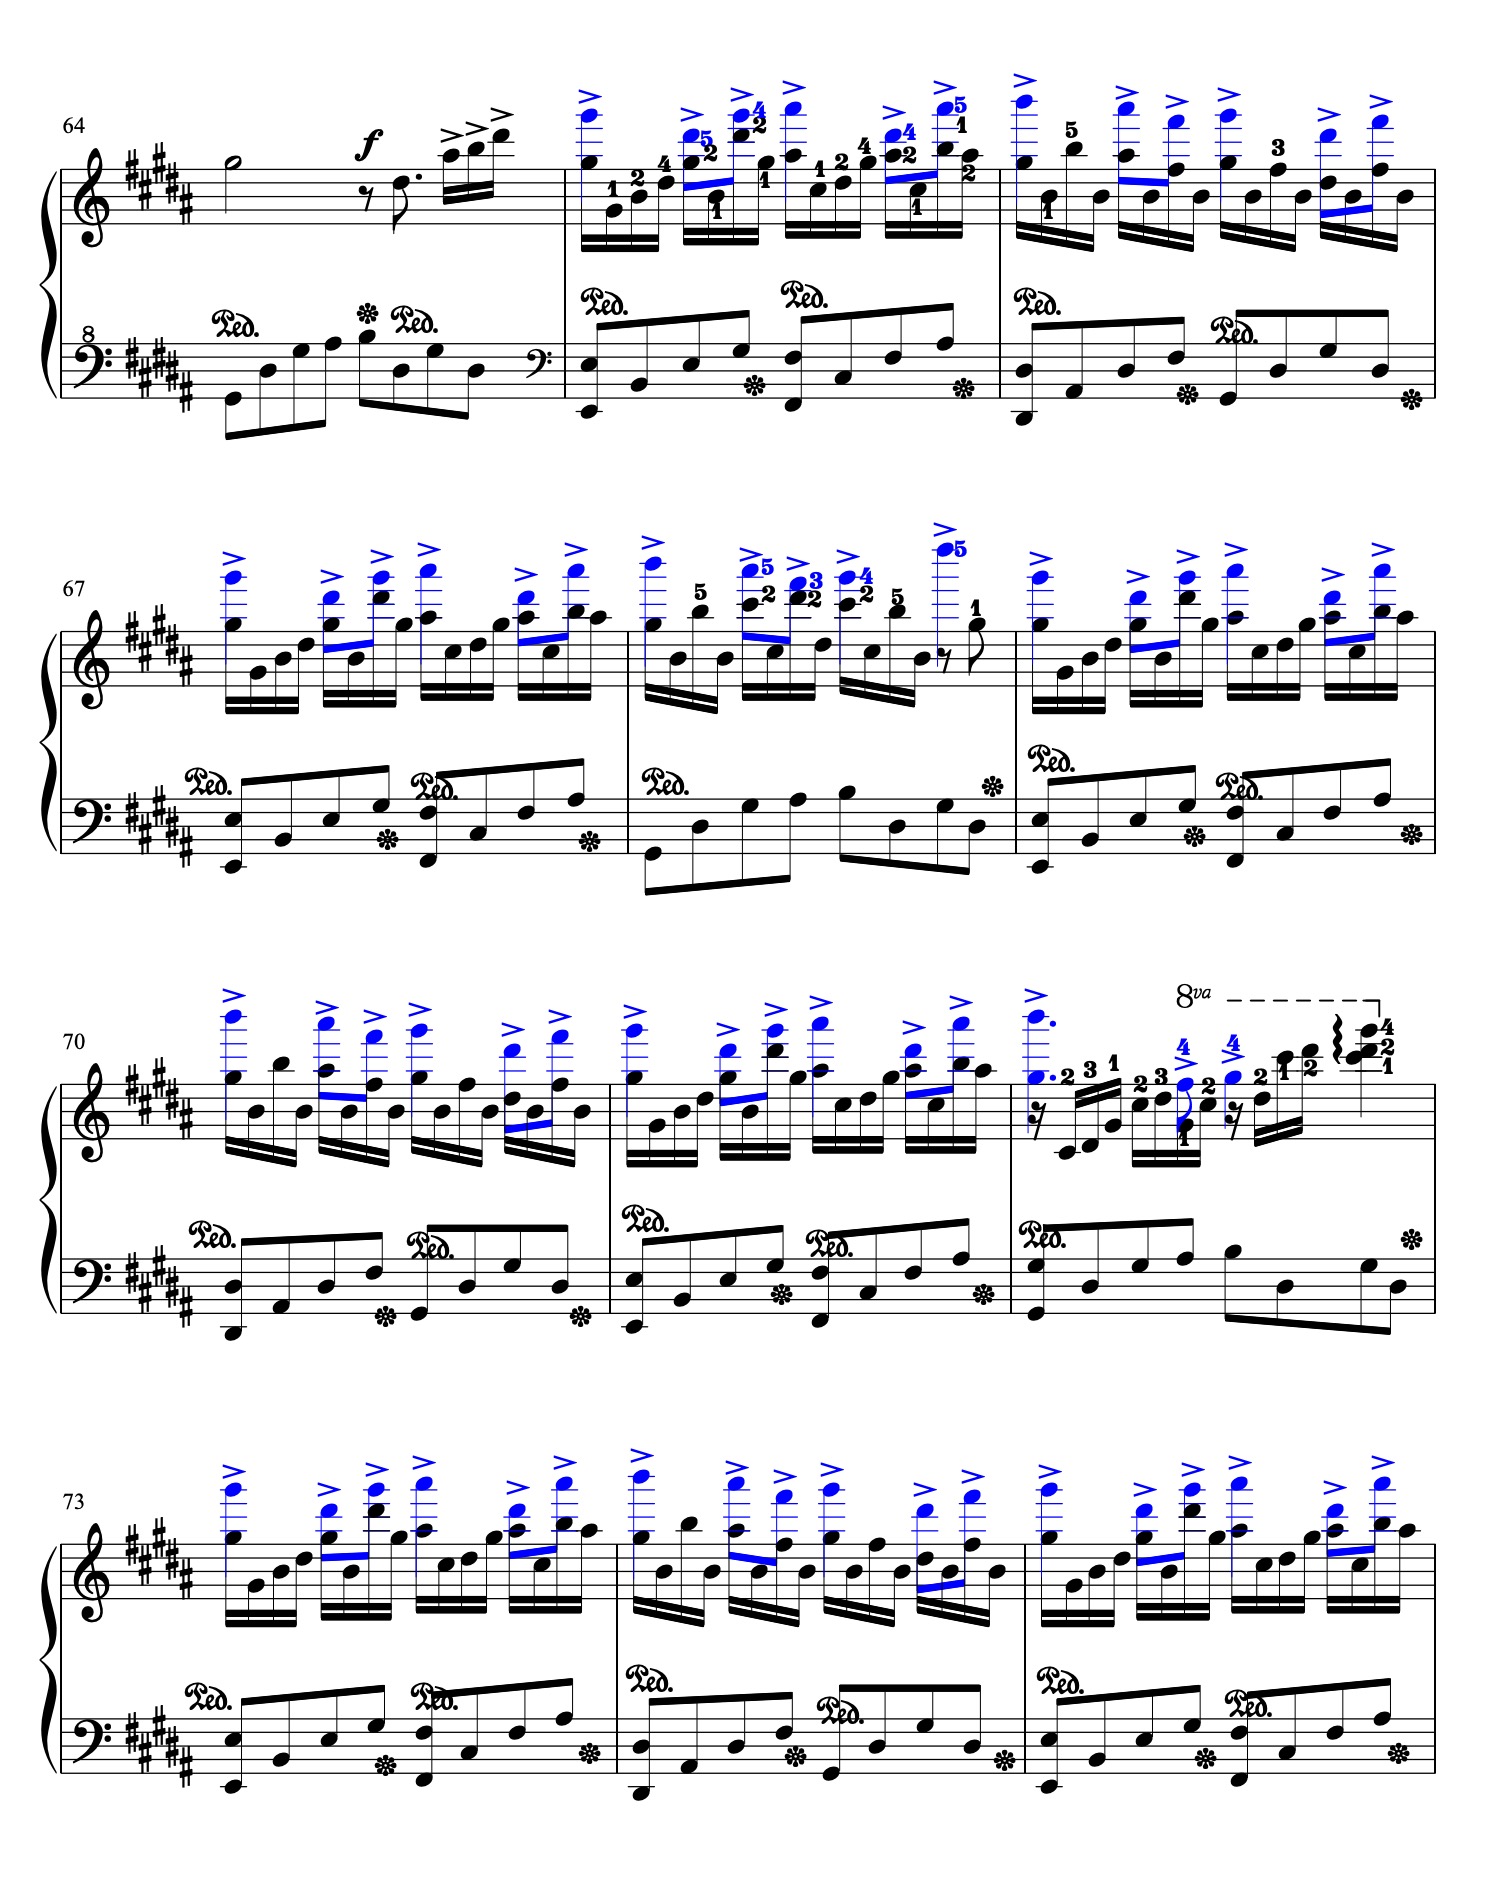 64
f
5 4 2 4 5
1 2 4 2 2 1 2 4 2 1 5 3
1 1 1 2 1
Ped. Ped. Ped. Ped. Ped. Ped.
8
67
5 5 3 4 5
5 2 2 2 5 1
Ped. Ped. Ped. Ped. Ped.
70
8va
4 4 4
2 3 1 2 3 2 2 1 2 2
1 1
Ped. Ped. Ped. Ped. Ped.
73
Ped. Ped. Ped. Ped. Ped. Ped.